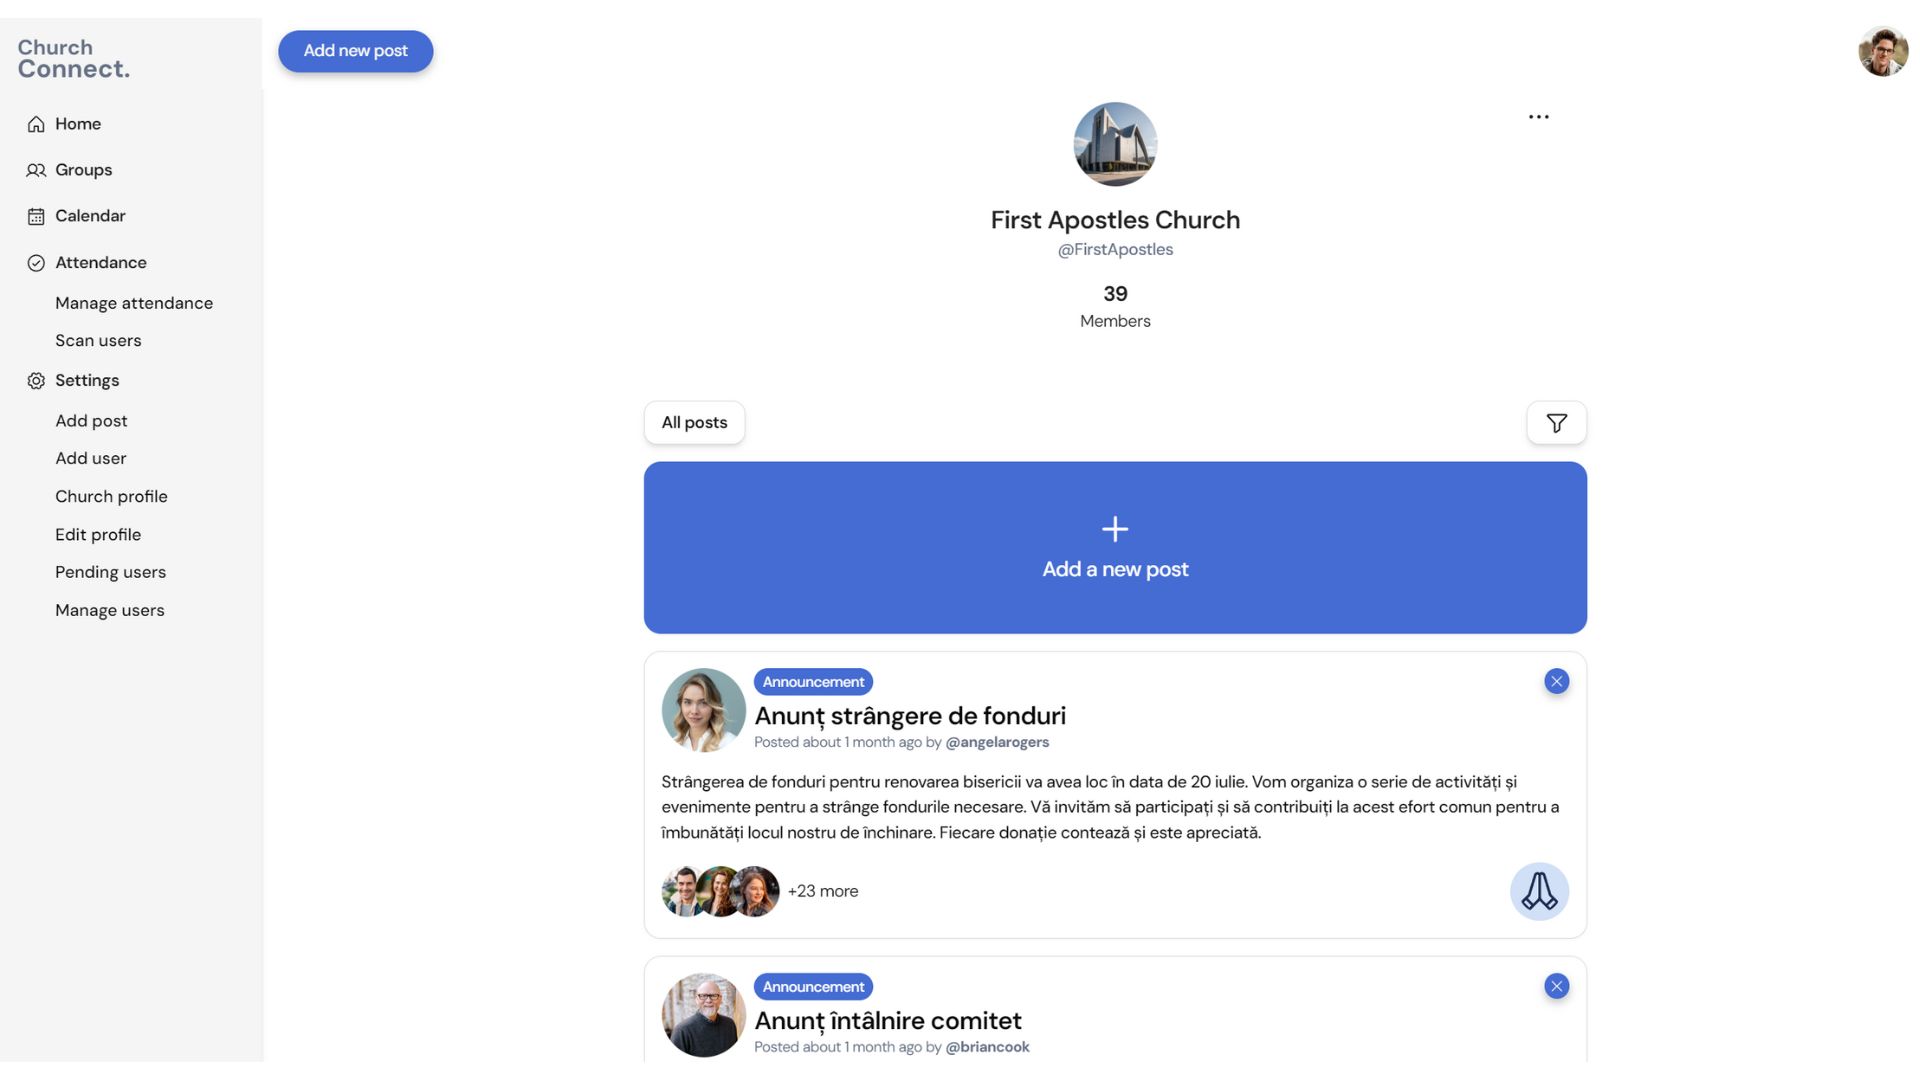 Church
Connect.
Add new post
Home
Groups
Calendar
Attendance
Manage attendance
Scan users
Settings
Add post
Add user
Church profile
Edit profile
Pending users
Manage users
First Apostles Church
@FirstApostles
39
Members
All posts
Add a new post
Announcement
Anunț strângere de fonduri
Posted about 1 month ago by @angelarogers
Strângerea de fonduri pentru renovarea bisericii va avea loc în data de 20 iulie. Vom organiza o serie de activități și
evenimente pentru a strânge fondurile necesare. Vă invităm să participați și să contribuiți la acest efort comun pentru a
îmbunătăți locul nostru de închinare. Fiecare donație contează și este apreciată.
+23 more
Announcement
Anunț întâlnire comitet
Posted about 1 month ago by @briancook